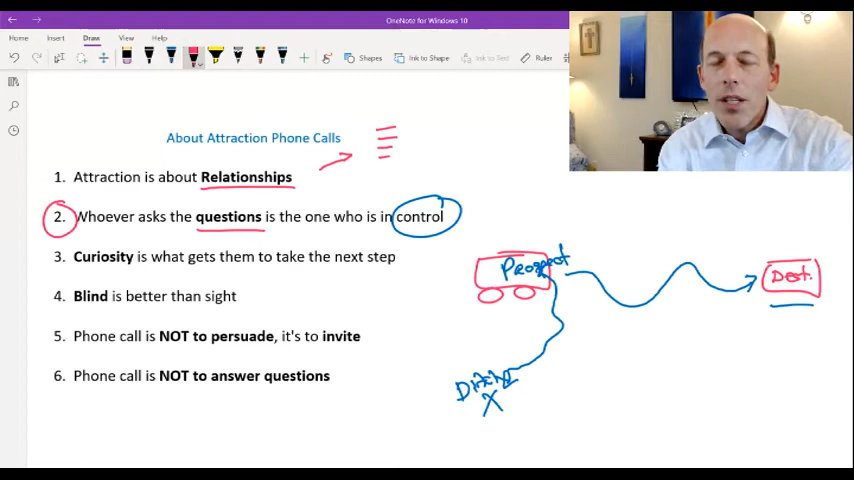 OneNote for Windows 10
Home Insert Draw View Help
Shapes Ink to Shape Ink to Text Ruler
About Attraction Phone Calls
1. Attraction is about Relationships
2. Whoever asks the questions is the one who is in control
3. Curiosity is what gets them to take the next step
4. Blind is better than sight
5. Phone call is NOT to persuade, it's to invite
6. Phone call is NOT to answer questions
Prospect
Dest.
X